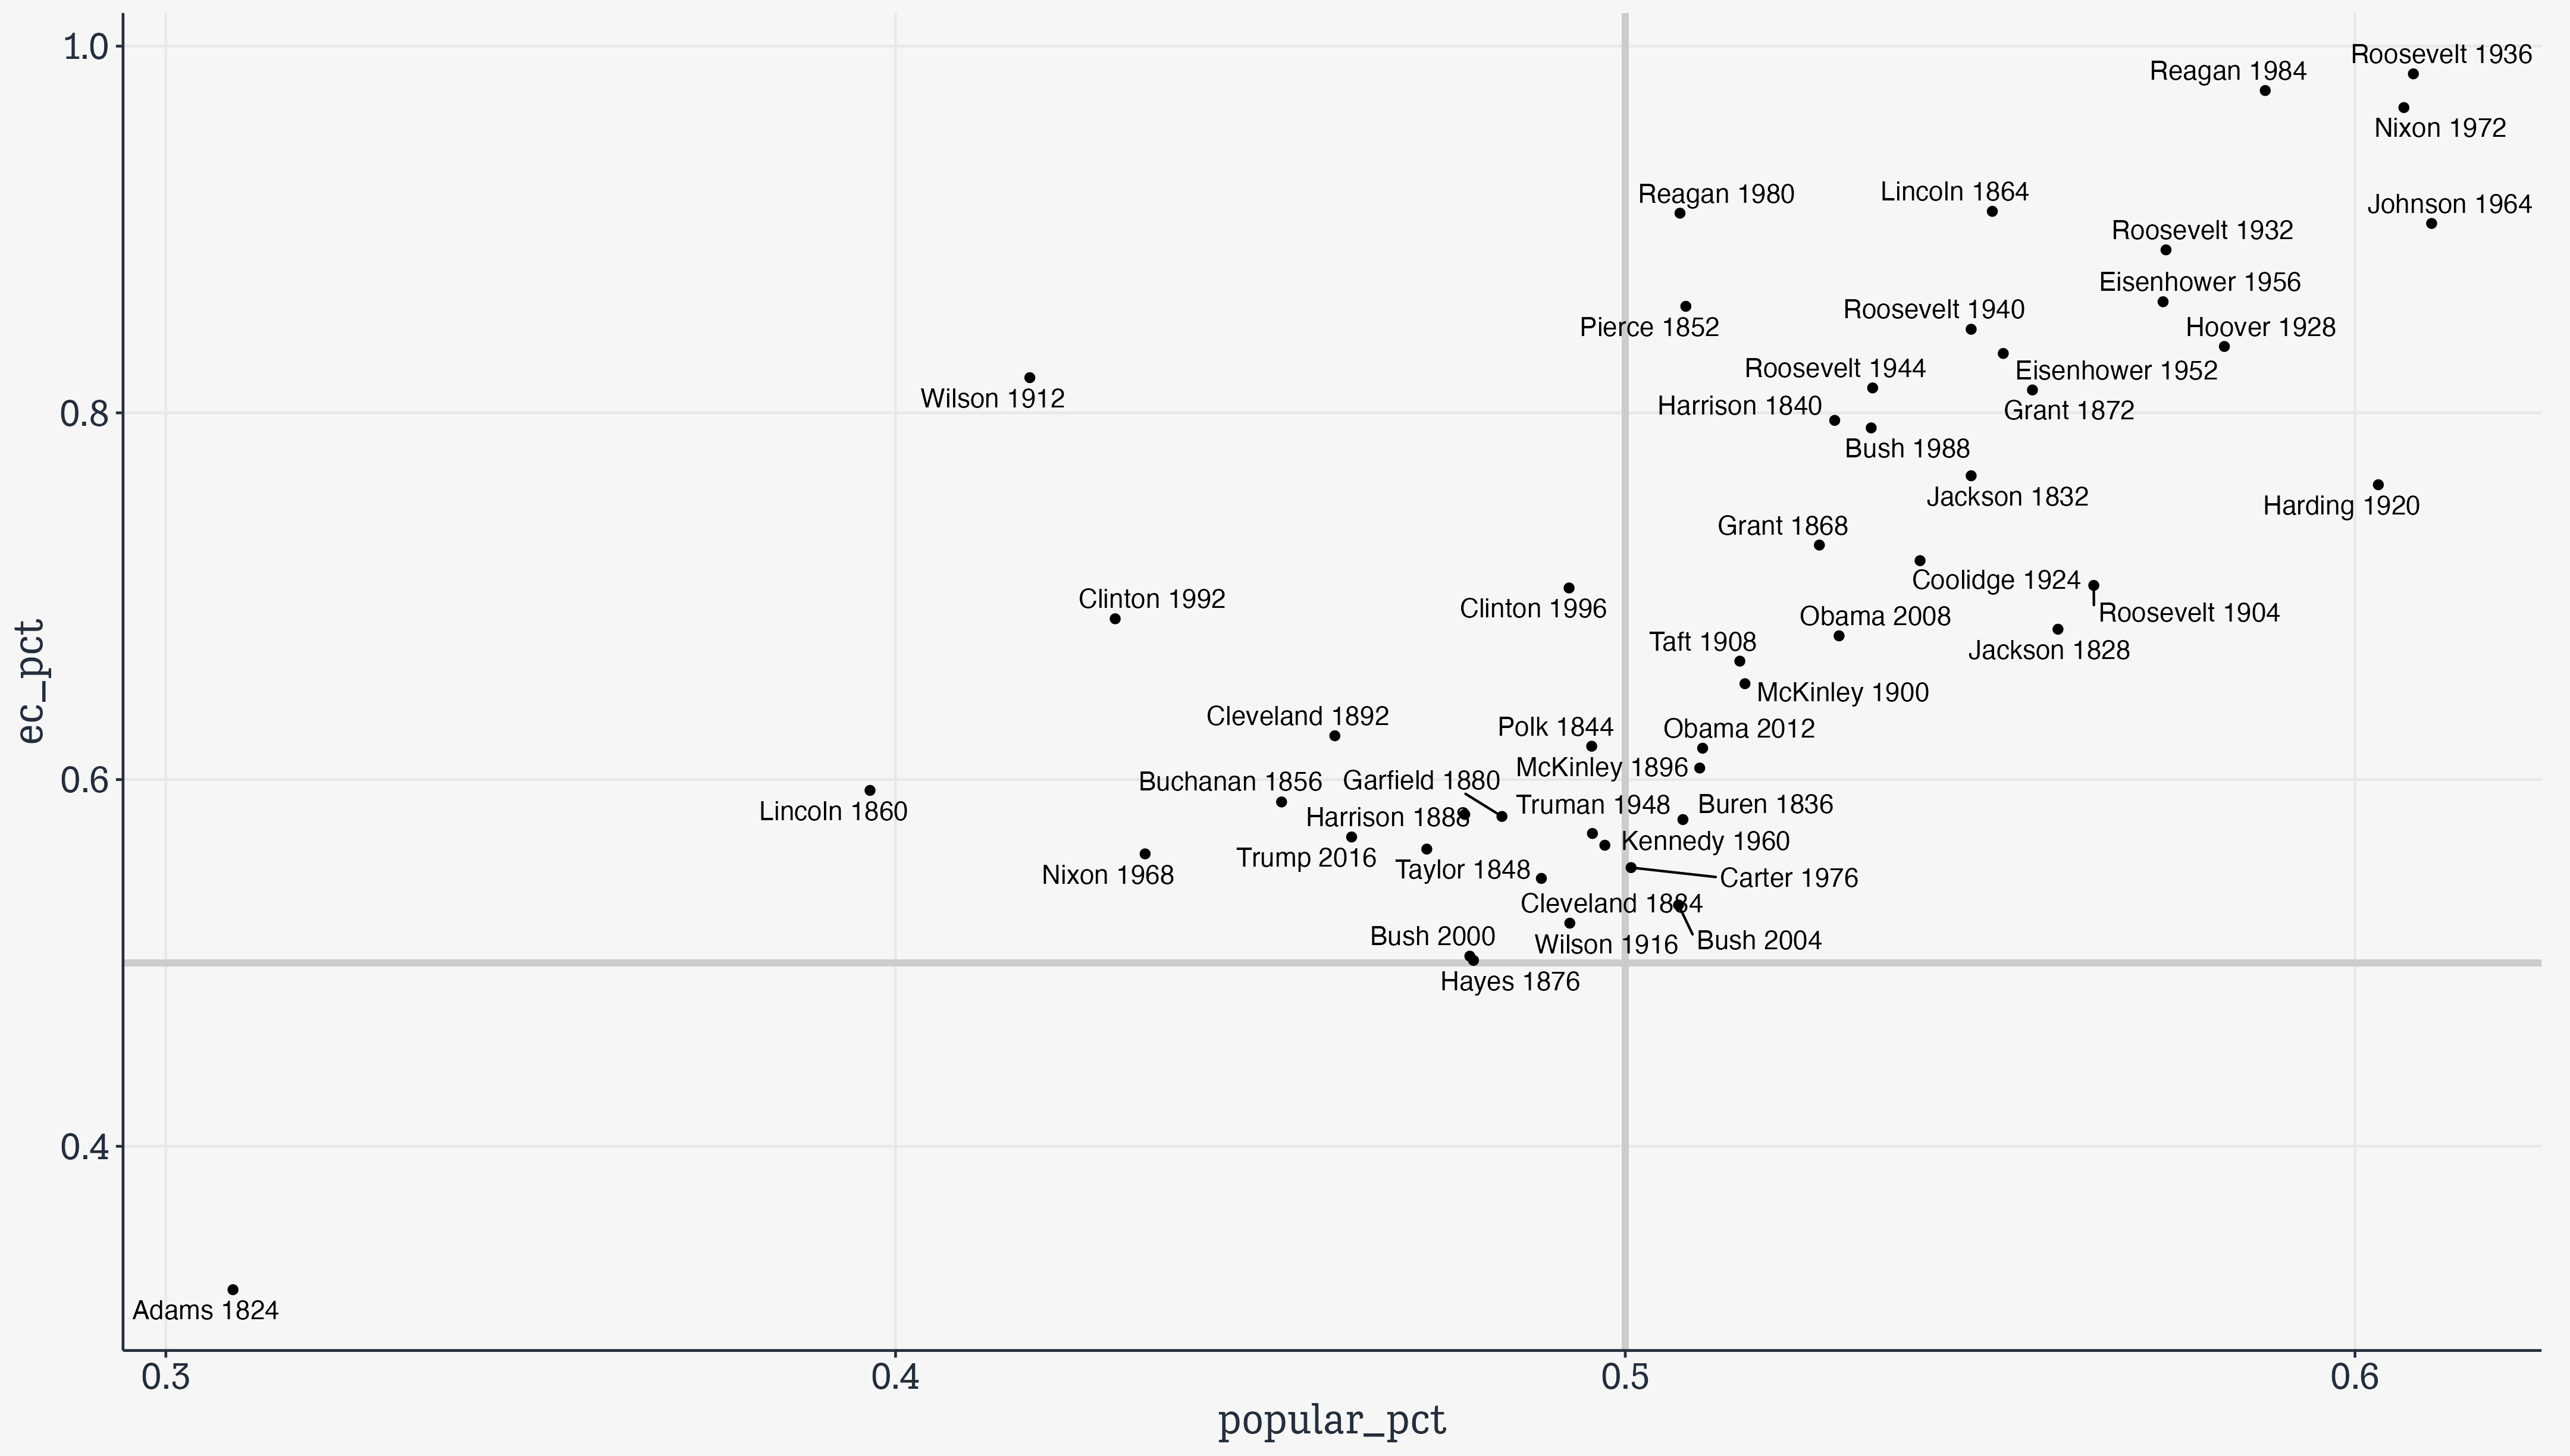 1.0
Roosevelt 1936
Reagan 1984
Nixon 1972
Reagan 1980
Lincoln 1864
Johnson 1964
Roosevelt 1932
Eisenhower 1956
Roosevelt 1940
Pierce 1852
Hoover 1928
Roosevelt 1944
Eisenhower 1952
Wilson 1912
Harrison 1840
Grant 1872
0.8
Bush 1988
Jackson 1832
Harding 1920
Grant 1868
Coolidge 1924
Clinton 1992
Clinton 1996
Roosevelt 1904
Obama 2008
Taft 1908
Jackson 1828
ec_pct
McKinley 1900
Cleveland 1892
Polk 1844
Obama 2012
McKinley 1896
0.6
Buchanan 1856
Garfield 1880
Lincoln 1860
Harrison 1888
Truman 1948
Buren 1836
Kennedy 1960
Trump 2016
Nixon 1968
Taylor 1848
Carter 1976
Cleveland 1884
Bush 2000
Wilson 1916
Bush 2004
Hayes 1876
0.4
Adams 1824
0.3
0.4
0.5
0.6
popular_pct